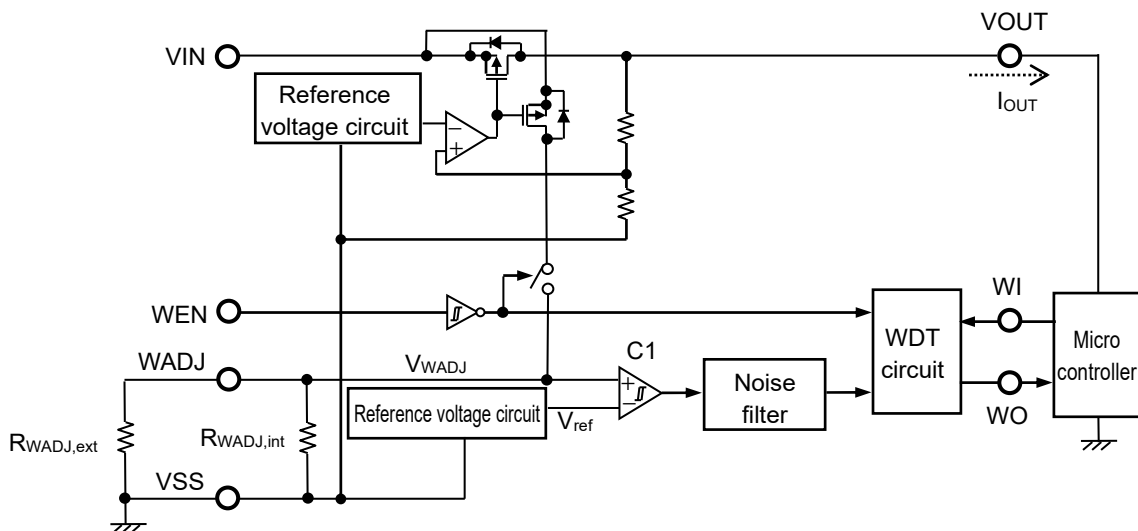 VIN
VOUT
IOUT
Reference
voltage circuit
−
+
WEN
WADJ
VWADJ
C1
+
−
Reference voltage circuit
Vref
Noise
filter
WDT
circuit
WI
WO
Micro
controller
RWADJ,ext
RWADJ,int
VSS